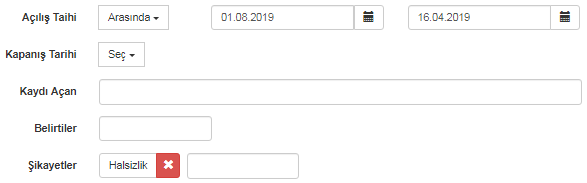 Açılış Taihi Arasında 01.08.2019 16.04.2019
Kapanış Tarihi Seç
Kaydı Açan
Belirtiler
Şikayetler Halsizlik